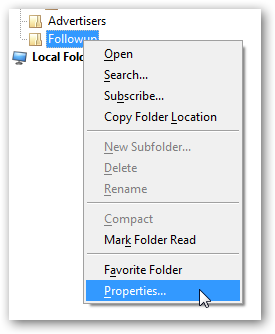 Advertisers
Followup
Local Fold
Open
Search...
Subscribe...
Copy Folder Location
New Subfolder...
Delete
Rename
Compact
Mark Folder Read
Favorite Folder
Properties...